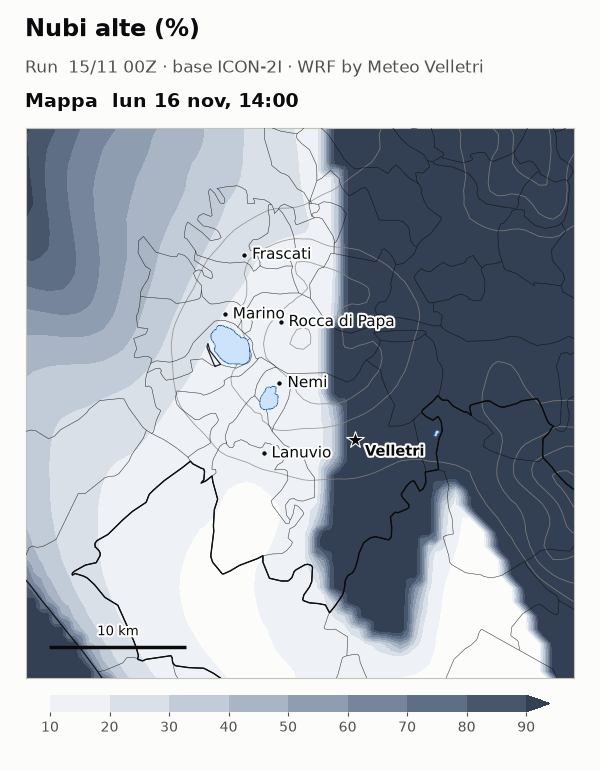 Nubi alte (%)
Run  15/11 00Z · base ICON-2I · WRF by Meteo Velletri
Mappa  lun 16 nov, 14:00
Frascati
Marino
Rocca di Papa
Nemi
Velletri
Lanuvio
10 km
10 20 30 40 50 60 70 80 90